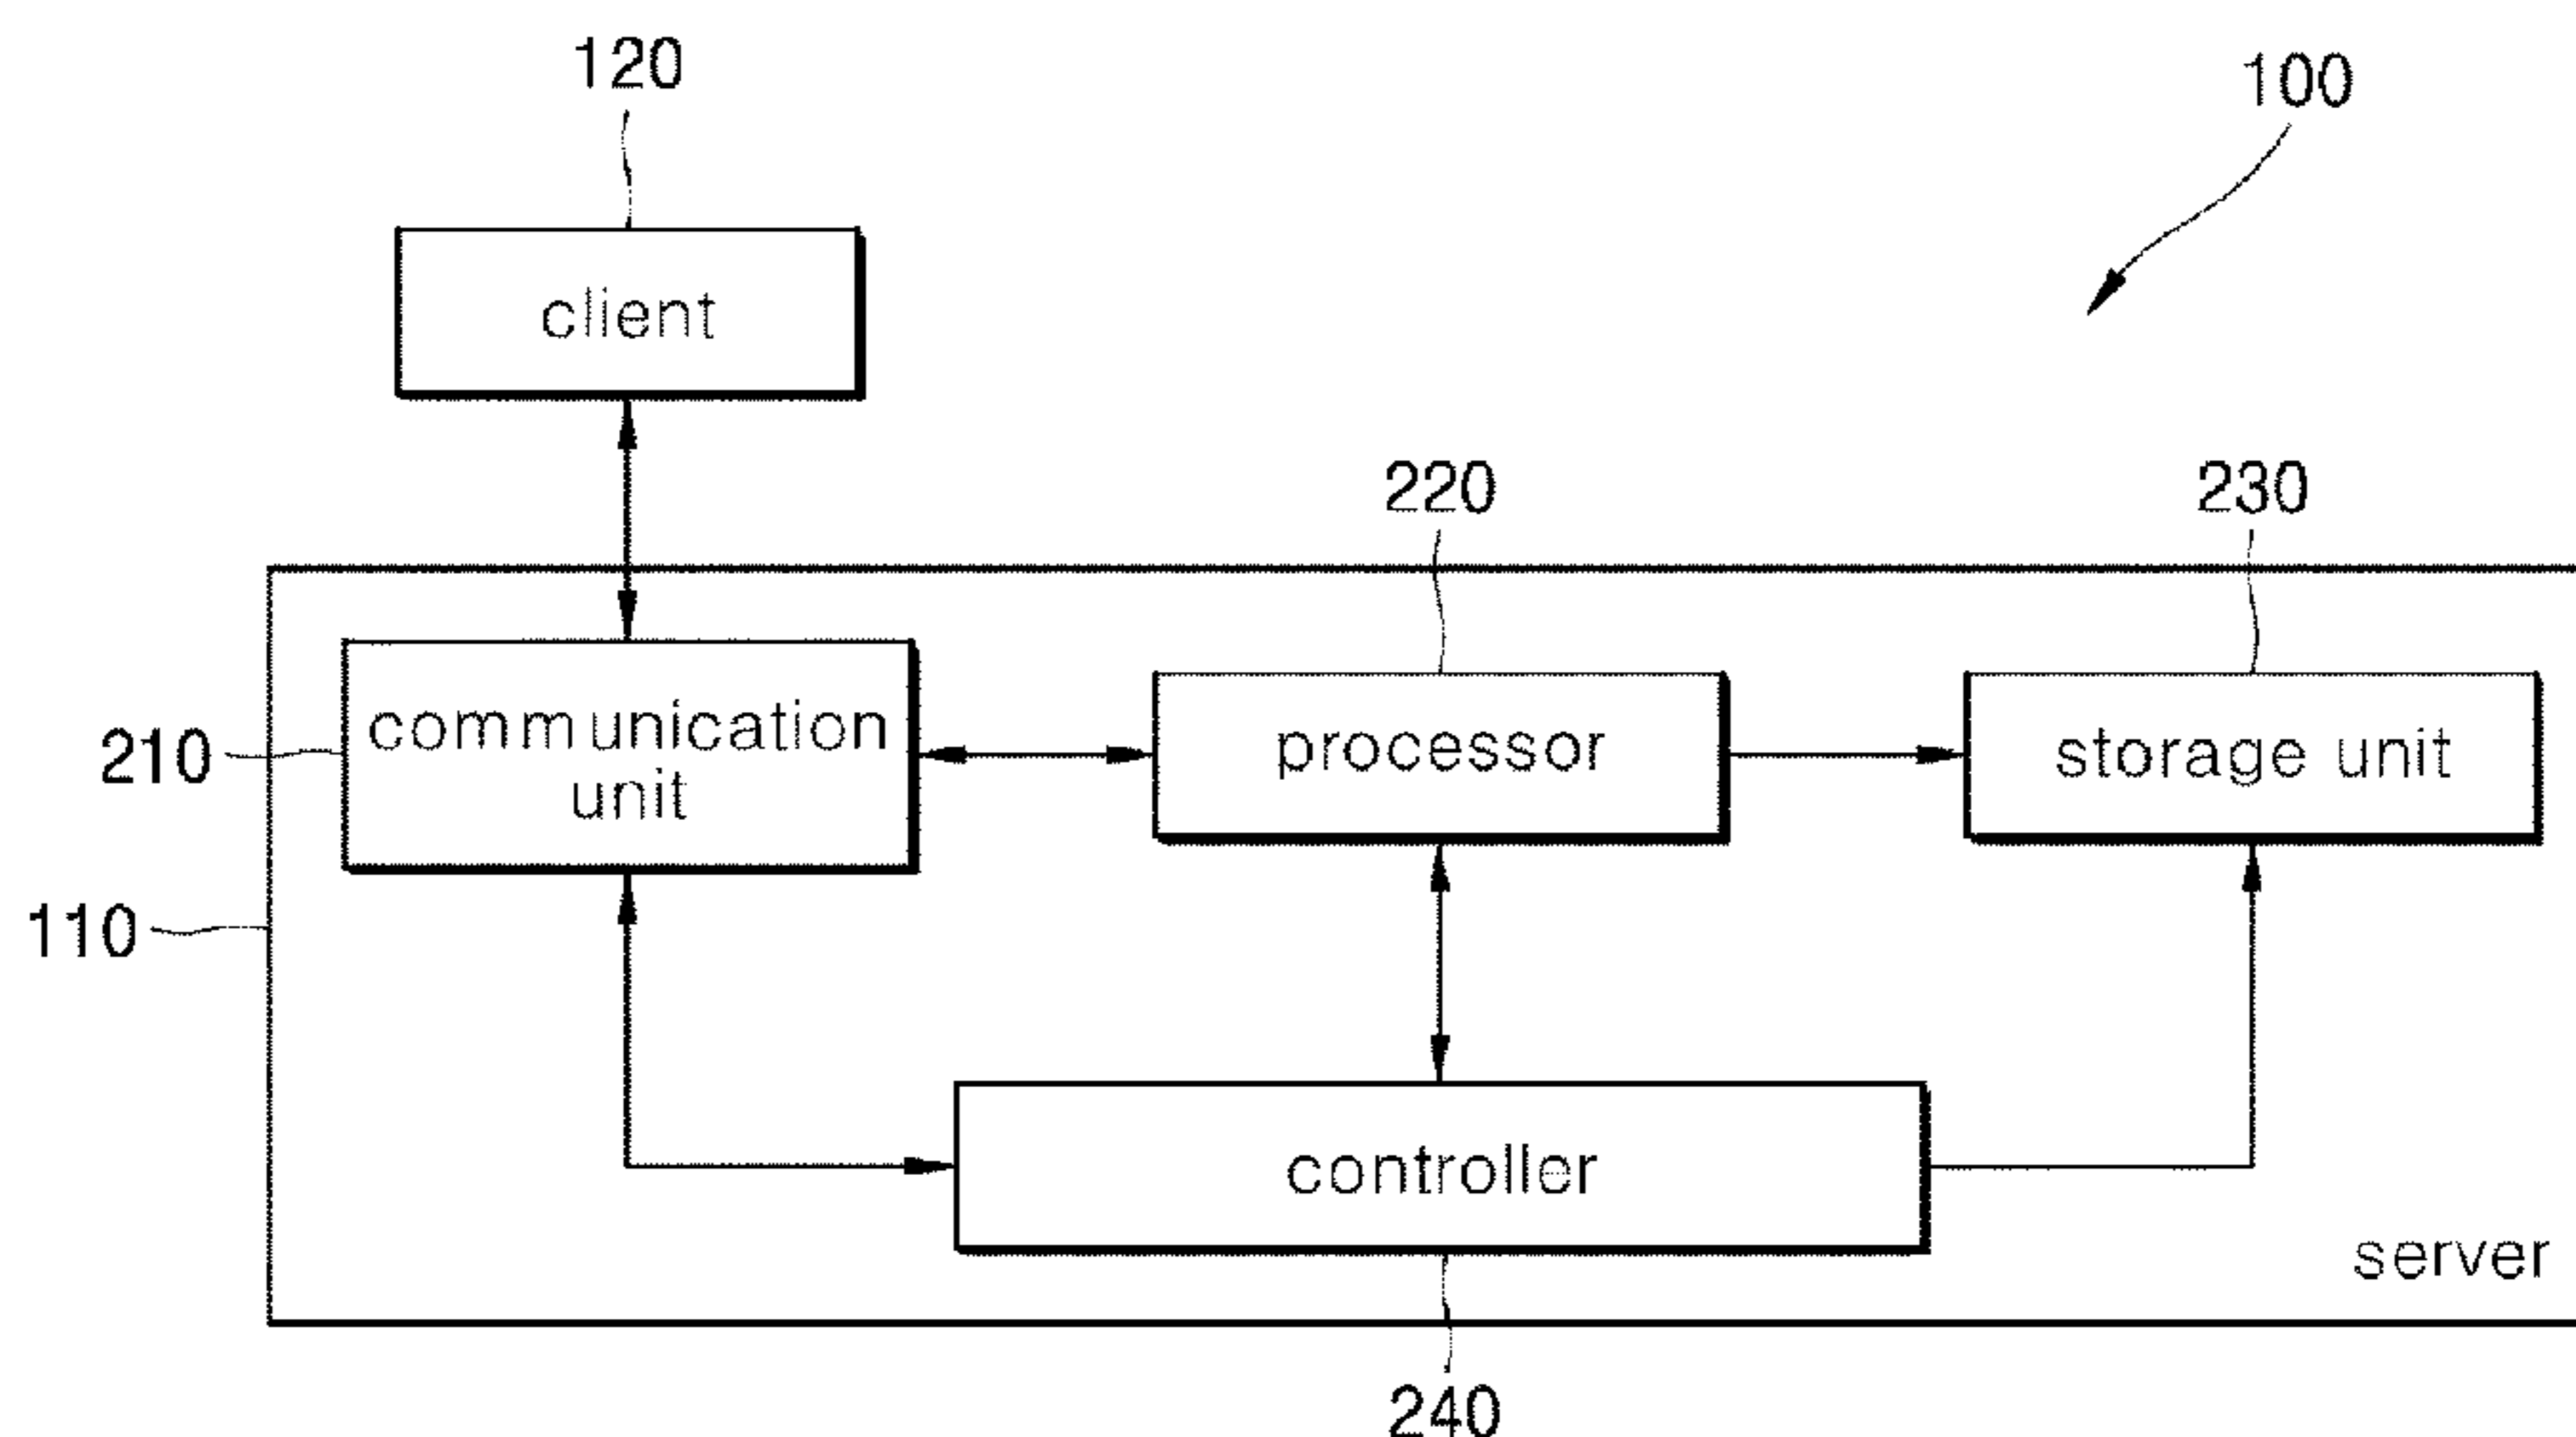 120
100
client
220
230
communication
unit
processor
storage unit
210
110
controller
server
240